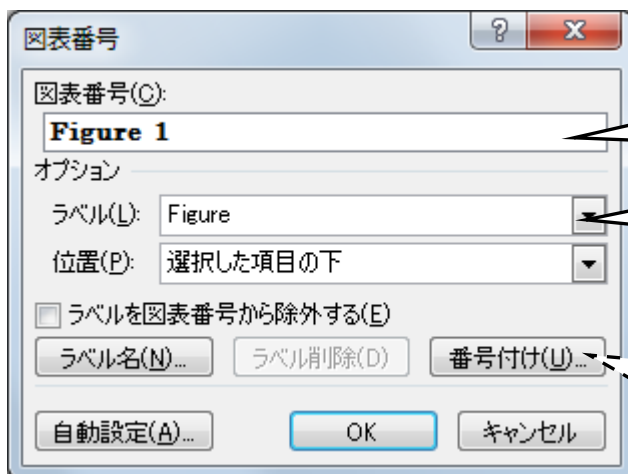 図表番号
図表番号(C):
Figure 1
オプション
ラベル(L): Figure
位置(P): 選択した項目の下
ラベルを図表番号から除外する(E)
ラベル名(N)... ラベル削除(D) 番号付け(U)...
自動設定(A)... OK キャンセル